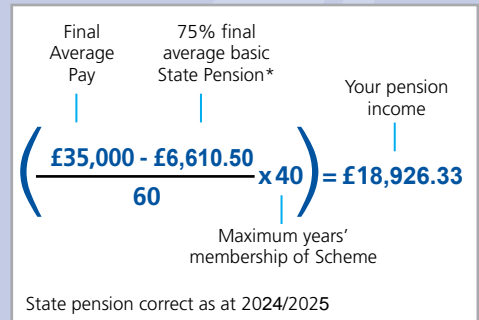 Final
Average
Pay
75% final
average basic
State Pension*
Your pension
income
(£35,000 - £6,610.50
60
x 40) = £18,926.33
Maximum years'
membership of Scheme
State pension correct as at 2024/2025